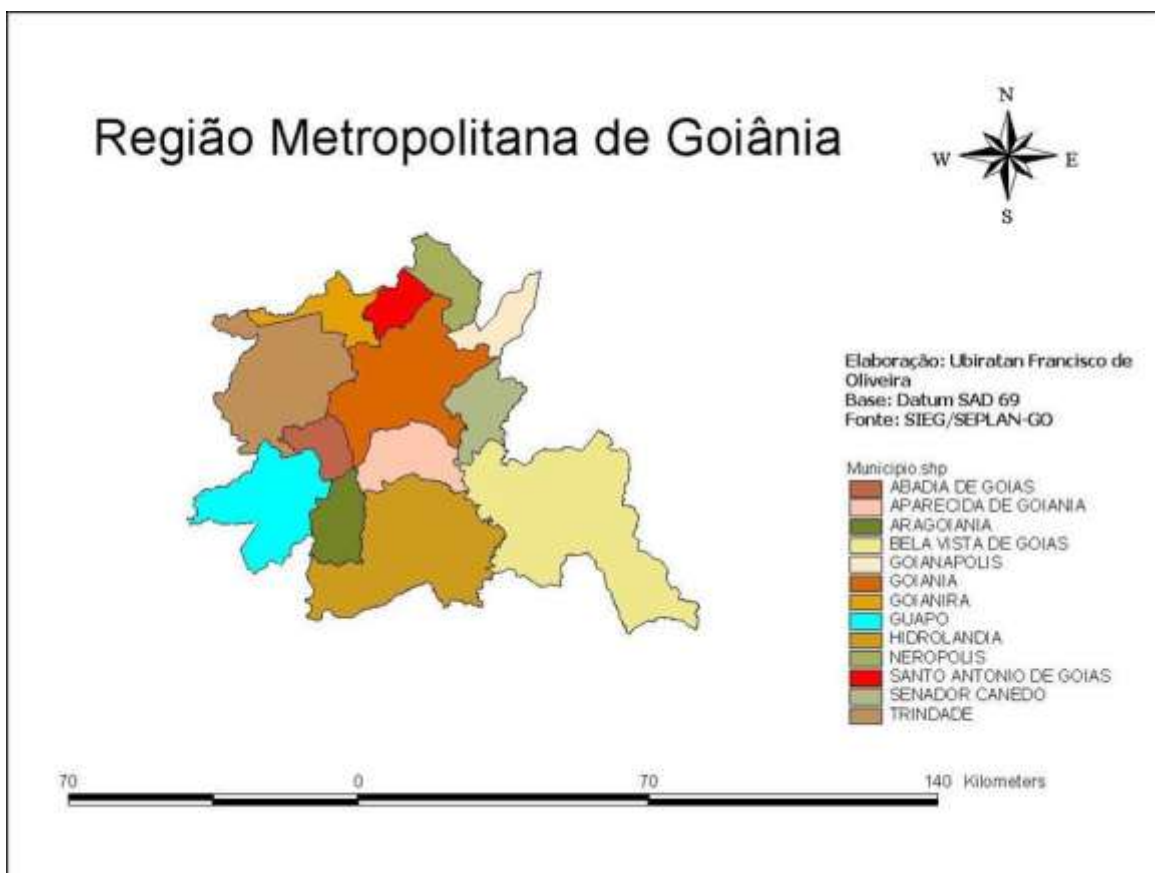 Região Metropolitana de Goiânia
N
W
E
S
Elaboração: Ubiratan Francisco de
Oliveira
Base: Datum SAD 69
Fonte: SIEG/SEPLAN-GO
Municipio.shp
ABADIA DE GOIAS
APARECIDA DE GOIANIA
ARAGOIANIA
BELA VISTA DE GOIAS
GOIANAPOLIS
GOIANIA
GOIANIRA
GUAPO
HIDROLANDIA
NEROPOLIS
SANTO ANTONIO DE GOIAS
SENADOR CANEDO
TRINDADE
70 0 70 140 Kilometers